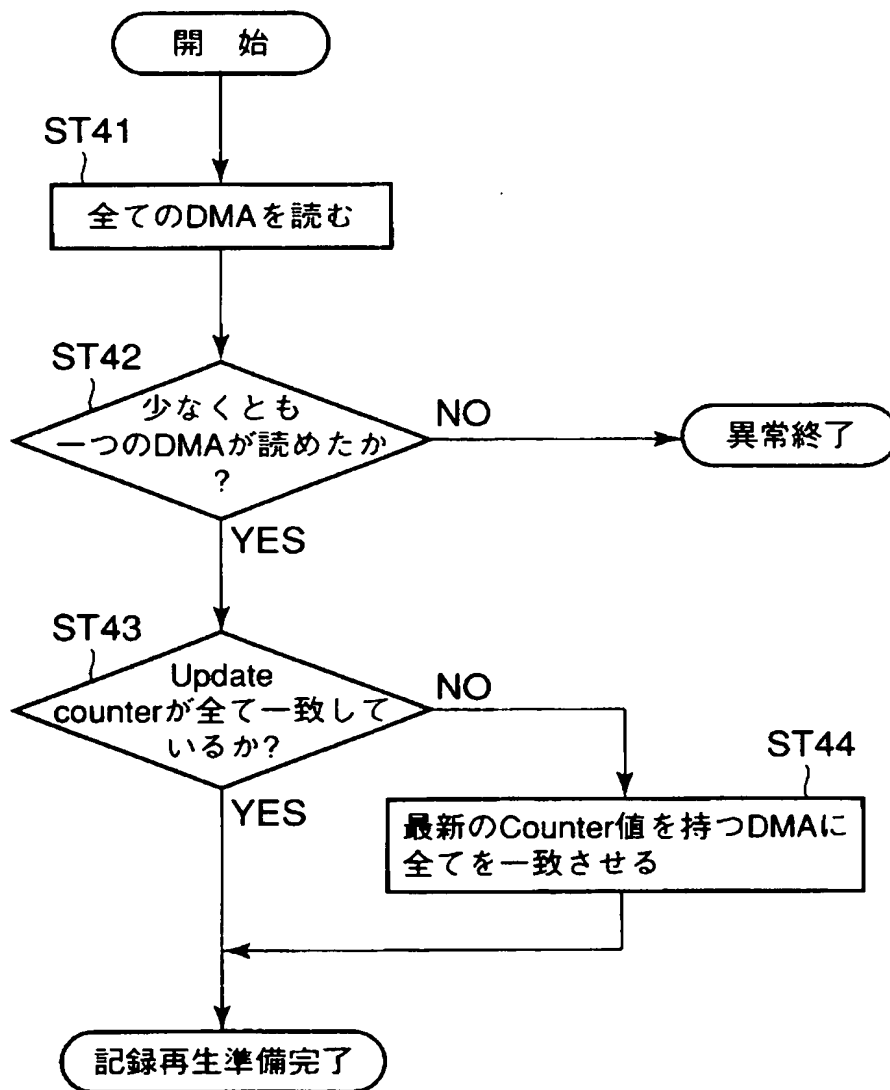 開 始
ST41
全てのDMAを読む
ST42
少なくとも
一つのDMAが読めたか
?
NO
異常終了
YES
ST43
Update
counterが全て一致して
いるか?
NO
ST44
YES
最新のCounter値を持つDMAに
全てを一致させる
記録再生準備完了